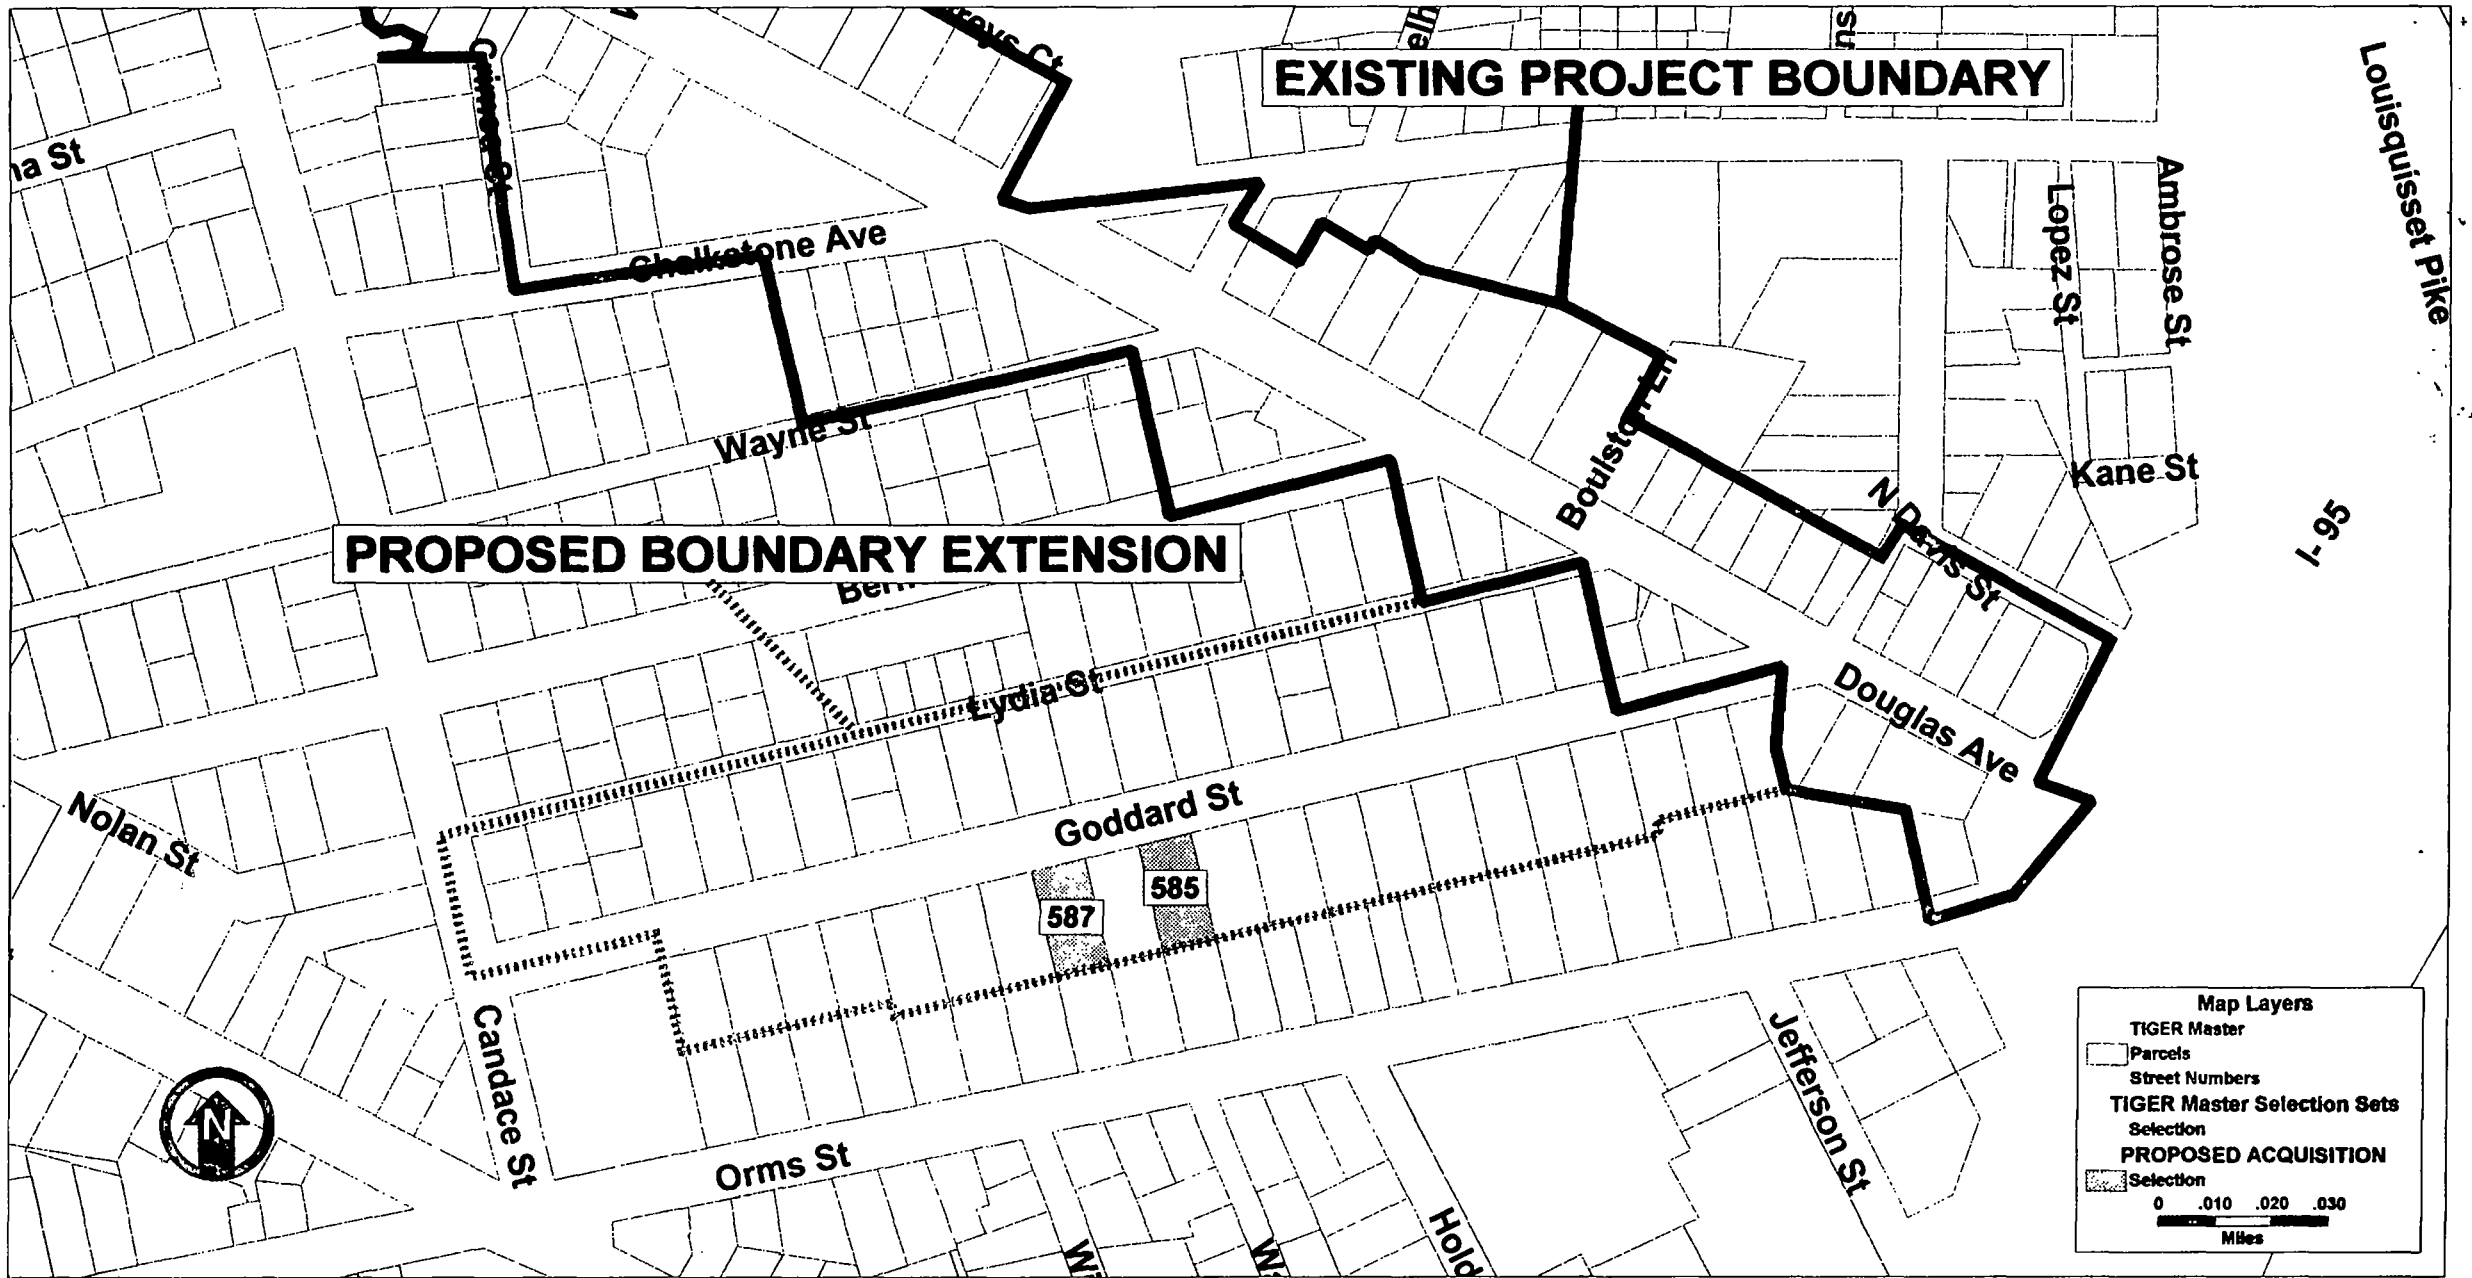 EXISTING PROJECT BOUNDARY
Louisquisset Pike
Ambrose St
Lopez St
Chalkstone Ave
Wayne St
Kane St
N Davis St
I-95
PROPOSED BOUNDARY EXTENSION
Lydia St
Douglas Ave
Goddard St
Nolan St
585
587
Candace St
Jefferson St
Orms St
N
Map Layers
TIGER Master
Parcels
Street Numbers
TIGER Master Selection Sets
Selection
PROPOSED ACQUISITION
Selection
0 .010 .020 .030
Miles